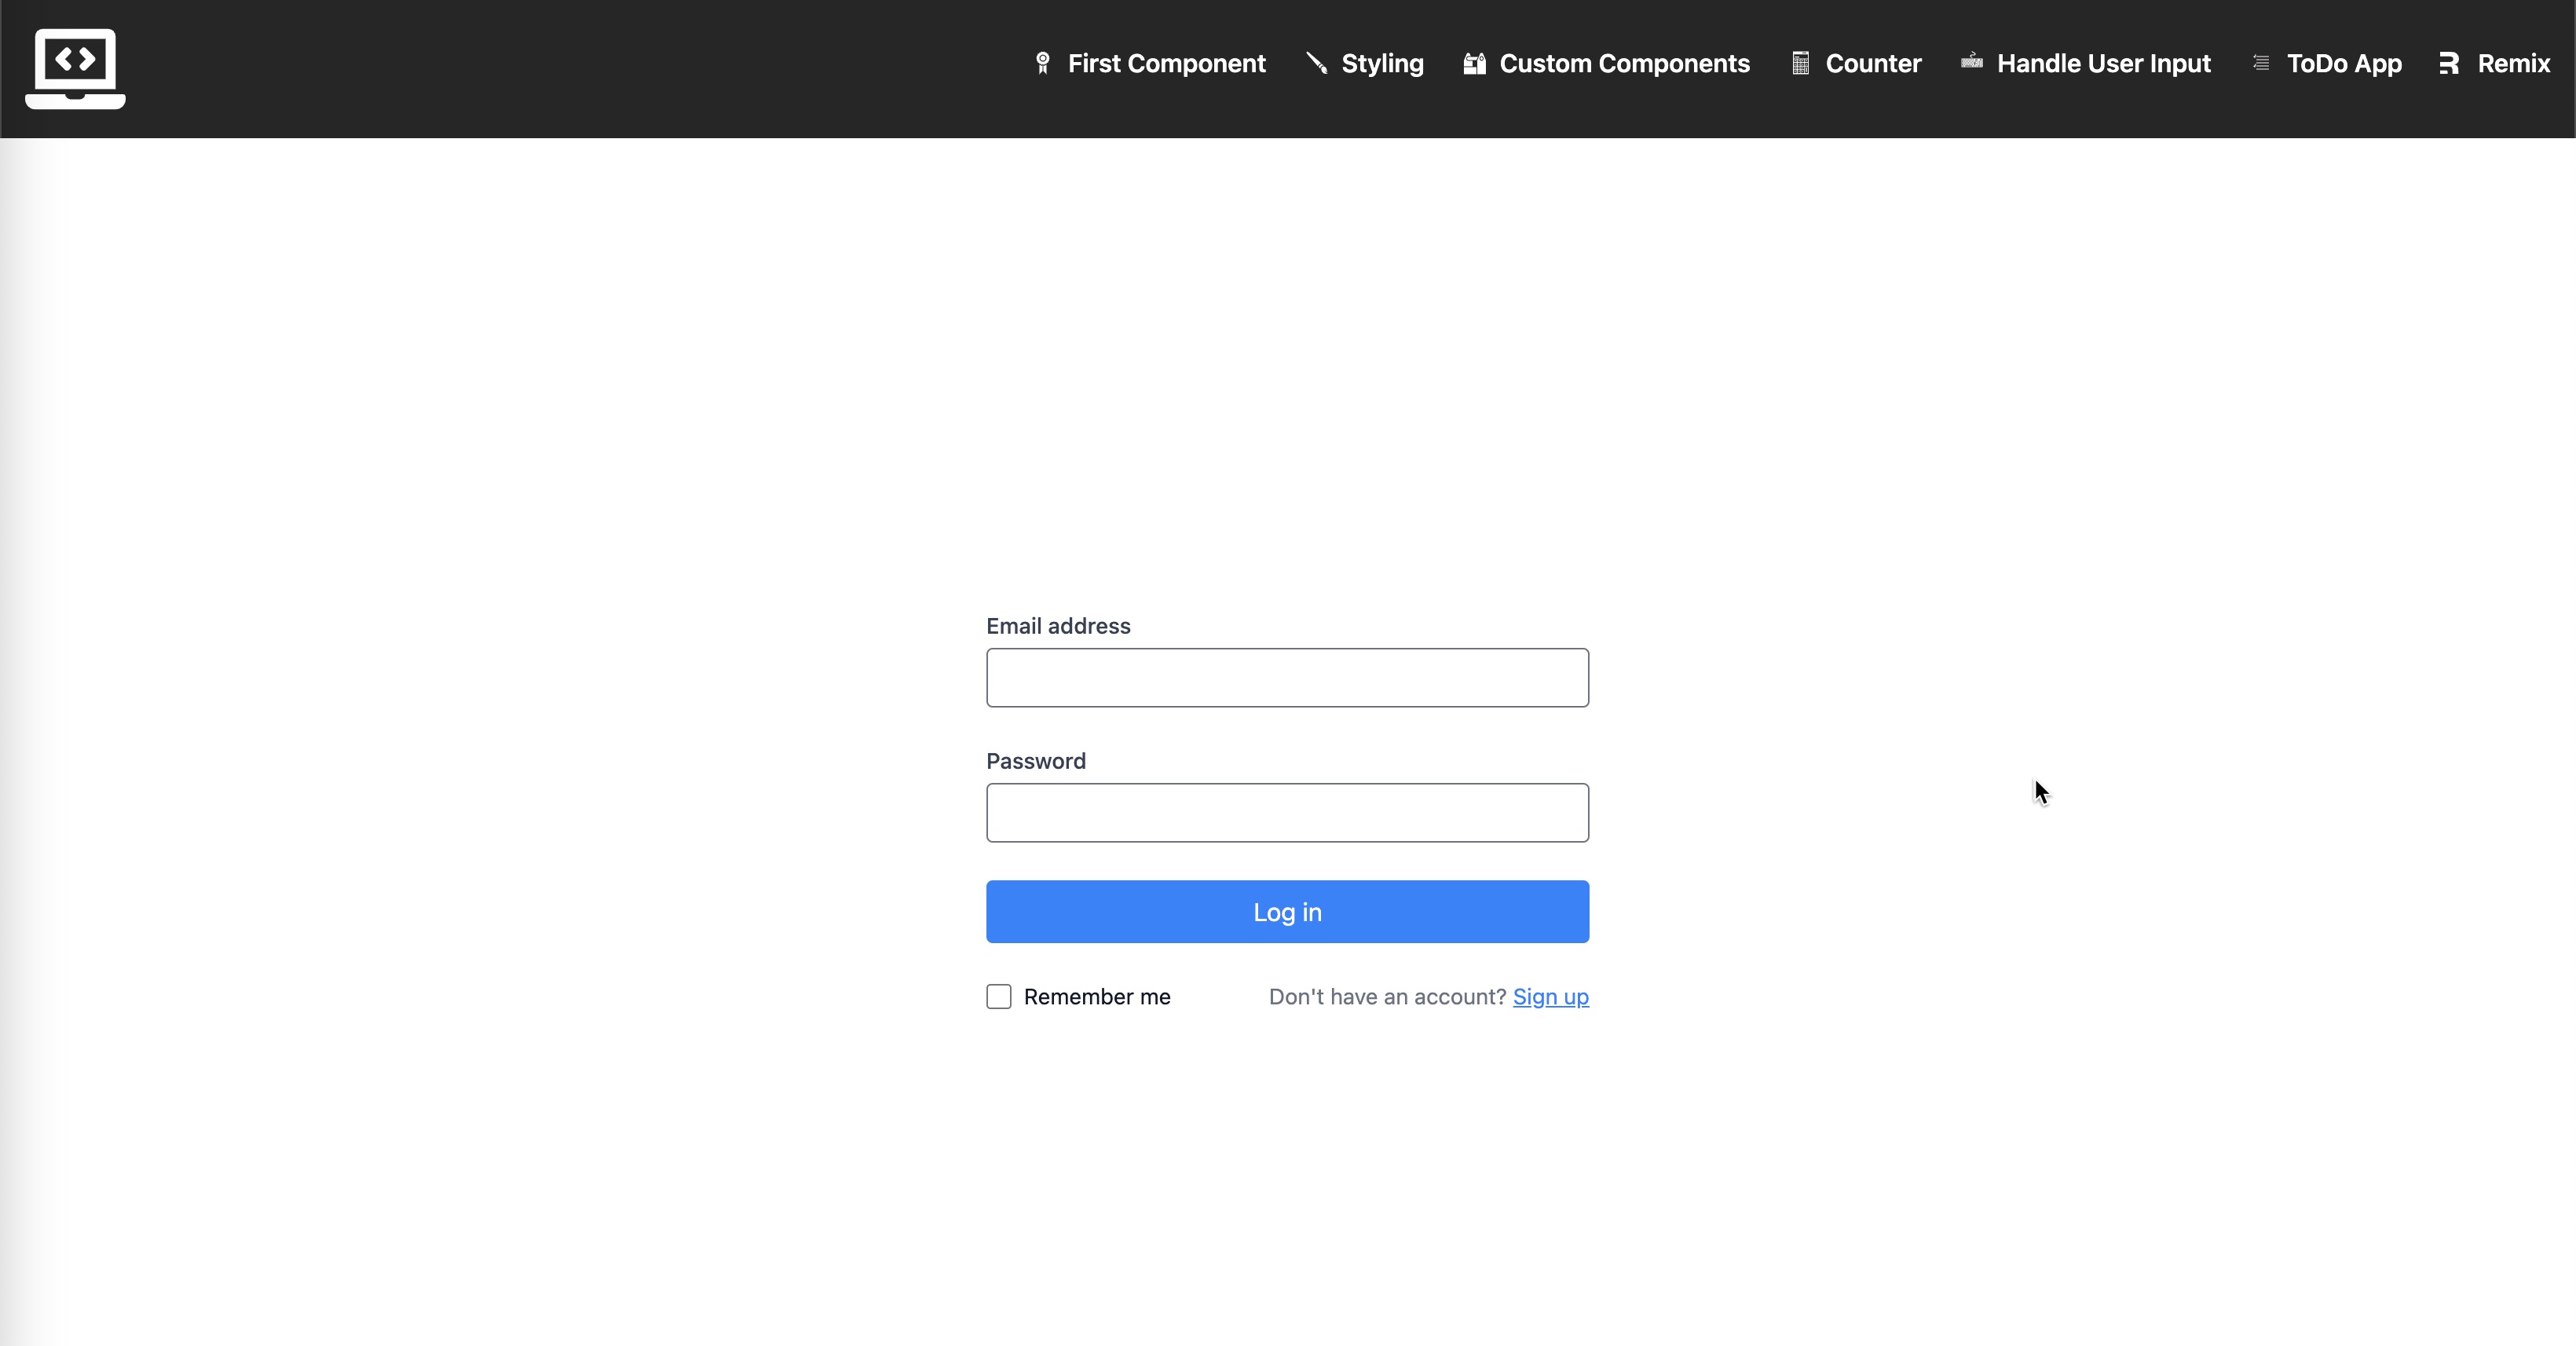 First Component Styling Custom Components Counter Handle User Input ToDo App Remix
Email address
Password
Log in
Remember me Don't have an account? Sign up